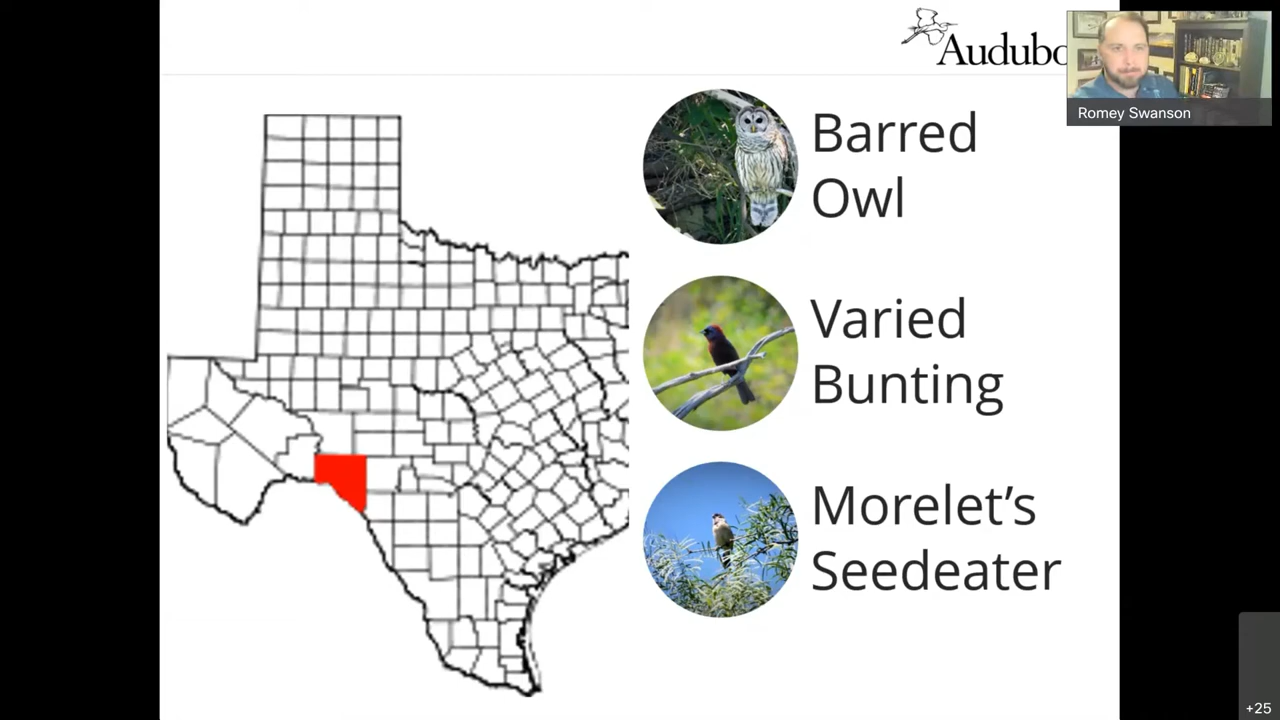 Audubo
Romey Swanson
Barred
Owl
Varied
Bunting
Morelet's
Seedeater
+25